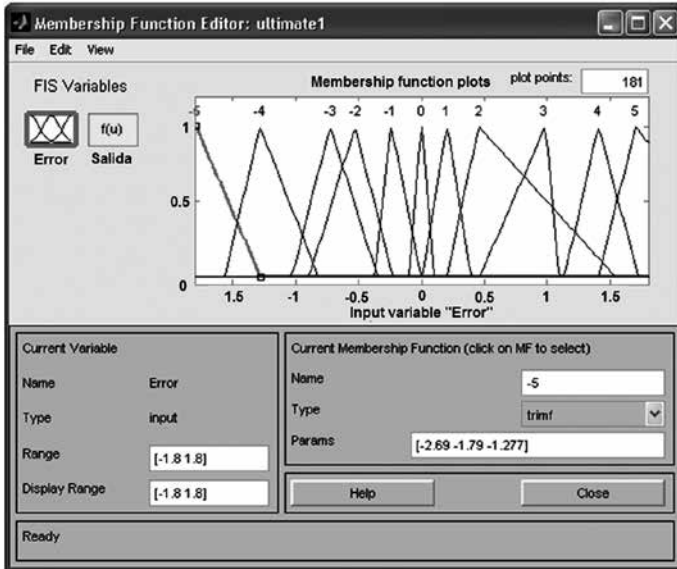 Membership Function Editor: ultimate1
File Edit View
FIS Variables
Membership function plots plot points: 181
f(u)
Error Salida
-5 -4 -3 -2 -1 0 1 2 3 4 5
1
0.5
0
1.5 -1 -0.5 0 0.5 1 1.5
Input variable "Error"
Current Variable
Name Error
Type input
Range [-1.8 1.8]
Display Range [-1.8 1.8]
Current Membership Function (click on MF to select)
Name -5
Type trimf
Params [-2.69 -1.79 -1.277]
Help Close
Ready